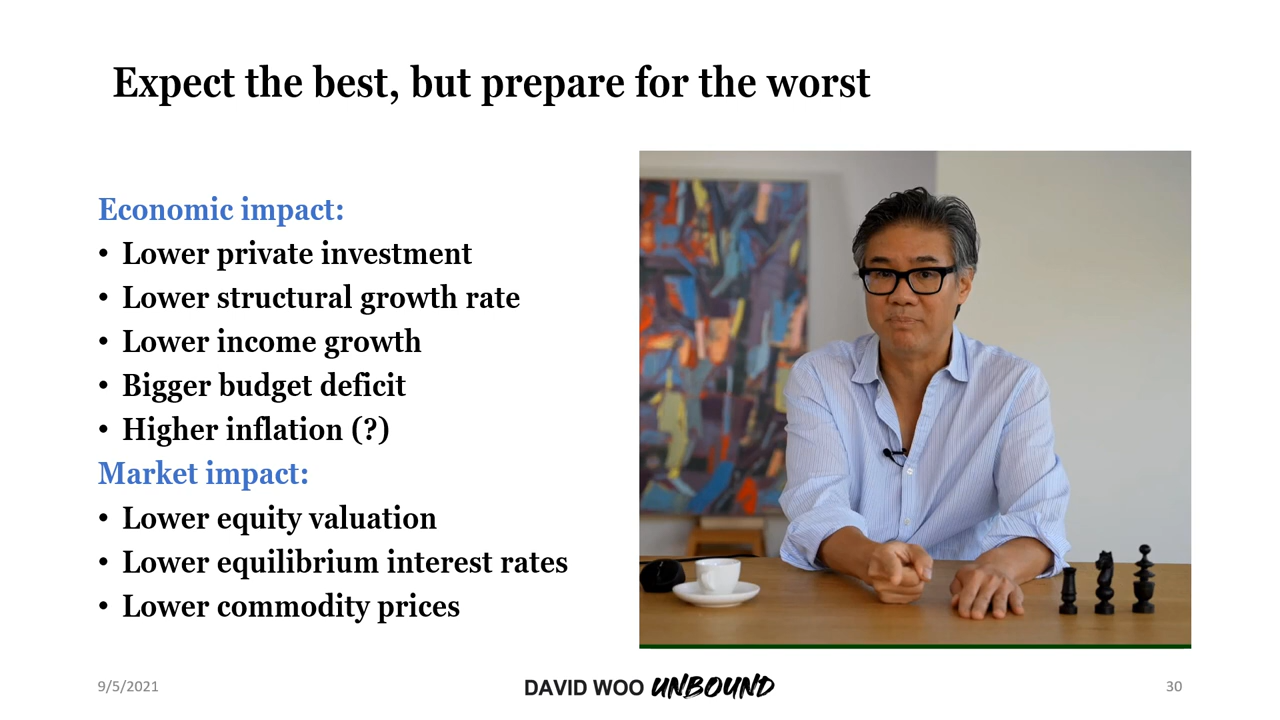 Expect the best, but prepare for the worst
Economic impact:
• Lower private investment
• Lower structural growth rate
• Lower income growth
• Bigger budget deficit
• Higher inflation (?)
Market impact:
• Lower equity valuation
• Lower equilibrium interest rates
• Lower commodity prices
9/5/2021
DAVID WOO UNBOUND
30